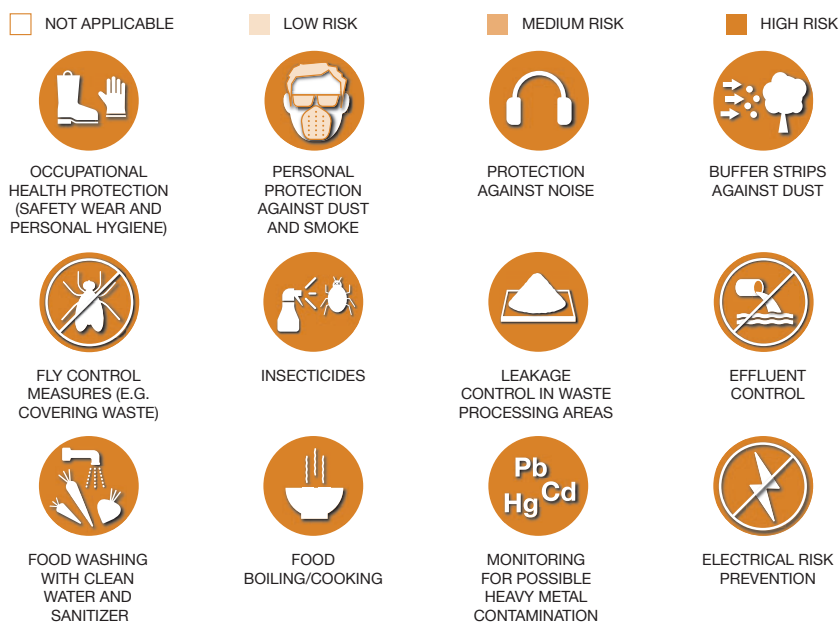 NOT APPLICABLE
LOW RISK
MEDIUM RISK
HIGH RISK
OCCUPATIONAL
HEALTH PROTECTION
(SAFETY WEAR AND
PERSONAL HYGIENE)
PERSONAL
PROTECTION
AGAINST DUST
AND SMOKE
PROTECTION
AGAINST NOISE
BUFFER STRIPS
AGAINST DUST
FLY CONTROL
MEASURES (E.G.
COVERING WASTE)
INSECTICIDES
LEAKAGE
CONTROL IN WASTE
PROCESSING AREAS
EFFLUENT
CONTROL
FOOD WASHING
WITH CLEAN
WATER AND
SANITIZER
FOOD
BOILING/COOKING
Pb
Hg Cd
MONITORING
FOR POSSIBLE
HEAVY METAL
CONTAMINATION
ELECTRICAL RISK
PREVENTION